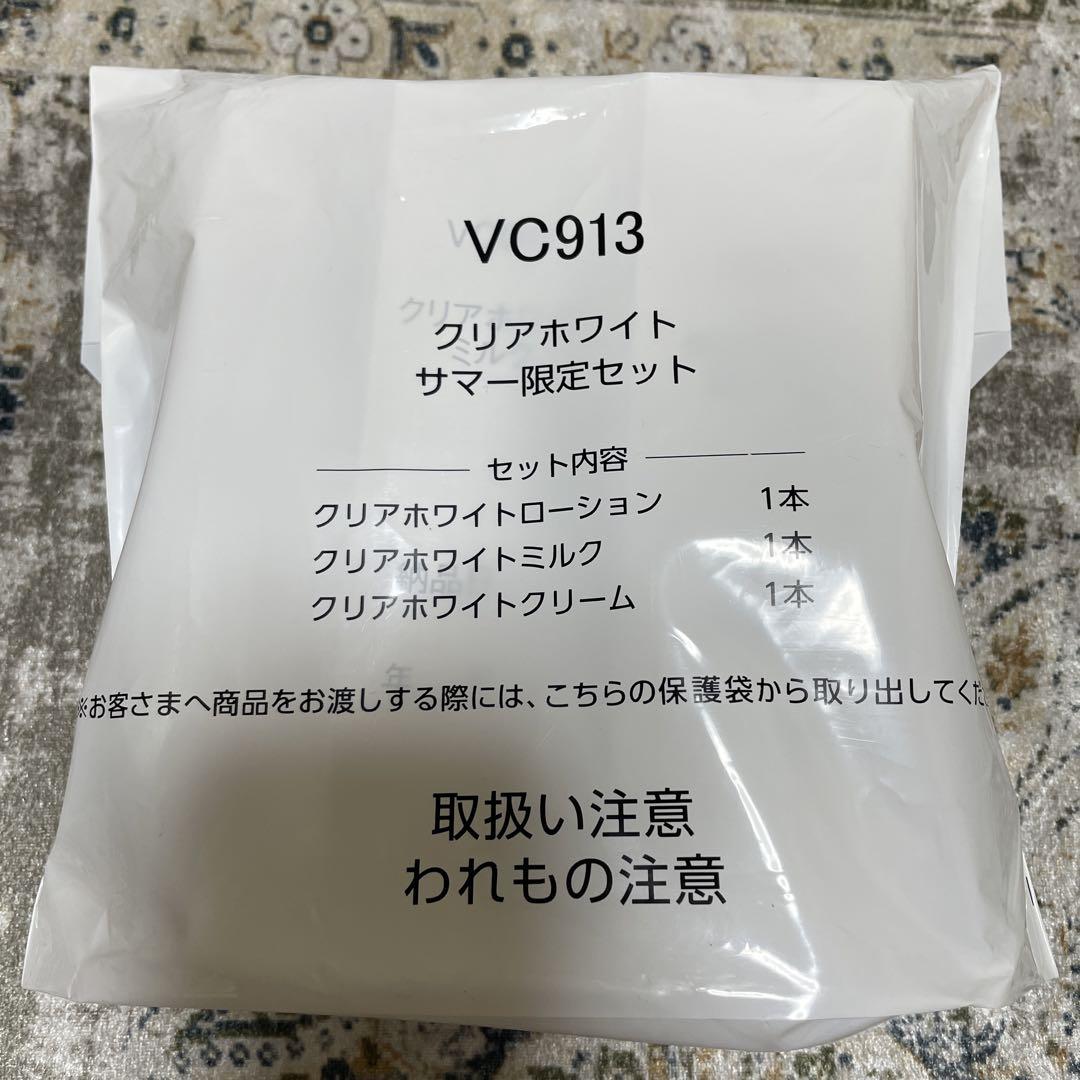 VC913
クリアホワイト
サマー限定セット
セット内容
クリアホワイトローション 1本
クリアホワイトミルク 1本
クリアホワイトクリーム 1本
※お客さまへ商品をお渡しする際には、こちらの保護袋から取り出してくだ
取扱い注意
われもの注意